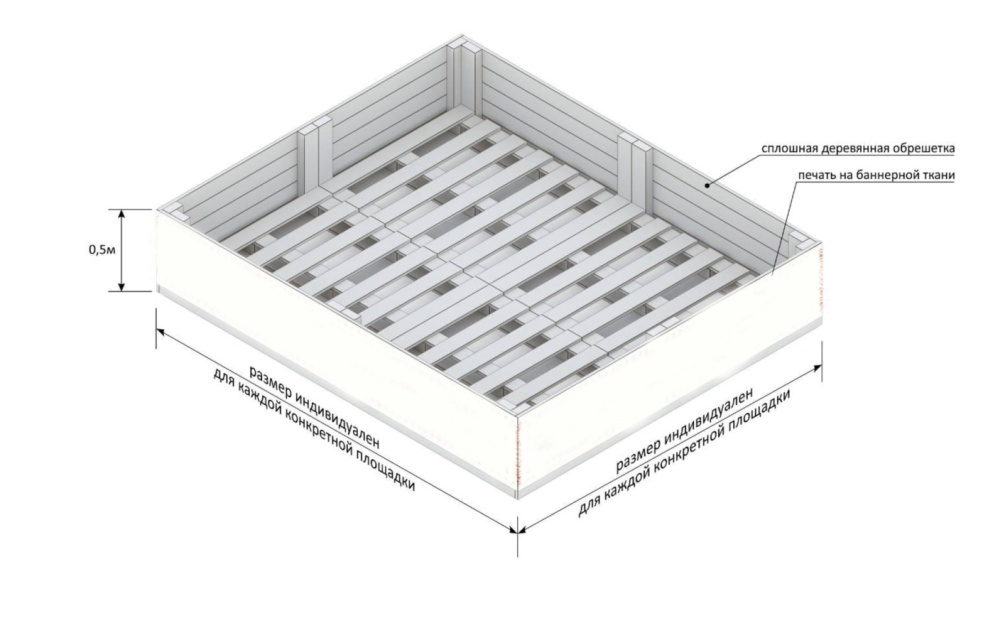 сплошная деревянная обрешетка
печать на баннерной ткани
0,5м
размер индивидуален
для каждой конкретной площадки
размер индивидуален
для каждой конкретной площадки